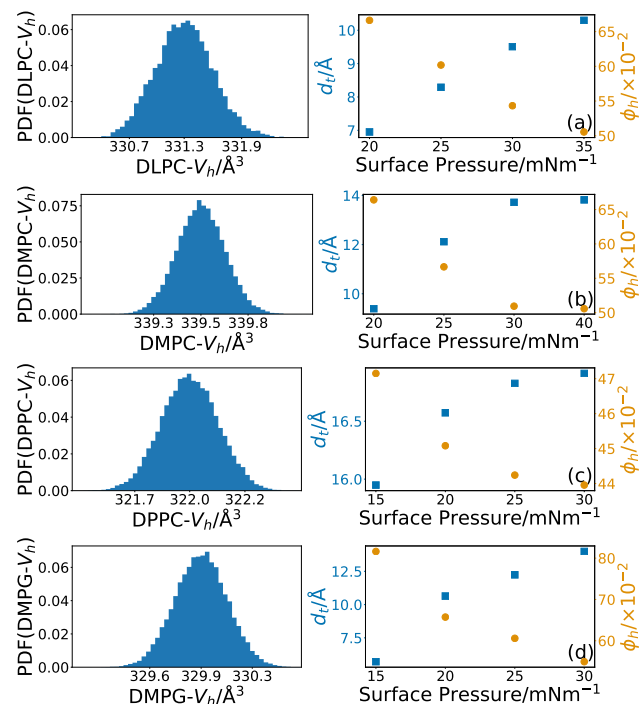 PDF(DLPC-Vₕ)
0.06
0.04
0.02
0.00
330.7 331.3 331.9
DLPC-Vₕ/Å³
dₜ/Å
10
9
8
7
20 25 30 35
Surface Pressure/mNm⁻¹
(a)
65
60
55
50
ϕₕ/×10⁻²
PDF(DMPC-Vₕ)
0.075
0.050
0.025
0.000
339.3 339.5 339.8
DMPC-Vₕ/Å³
dₜ/Å
14
12
10
20 25 30 40
Surface Pressure/mNm⁻¹
(b)
65
60
55
50
ϕₕ/×10⁻²
PDF(DPPC-Vₕ)
0.06
0.04
0.02
0.00
321.7 322.0 322.2
DPPC-Vₕ/Å³
dₜ/Å
16.5
16.0
15 20 25 30
Surface Pressure/mNm⁻¹
(c)
47
46
45
44
ϕₕ/×10⁻²
PDF(DMPG-Vₕ)
0.06
0.04
0.02
0.00
329.6 329.9 330.3
DMPG-Vₕ/Å³
dₜ/Å
12.5
10.0
7.5
15 20 25 30
Surface Pressure/mNm⁻¹
(d)
80
70
60
ϕₕ/×10⁻²